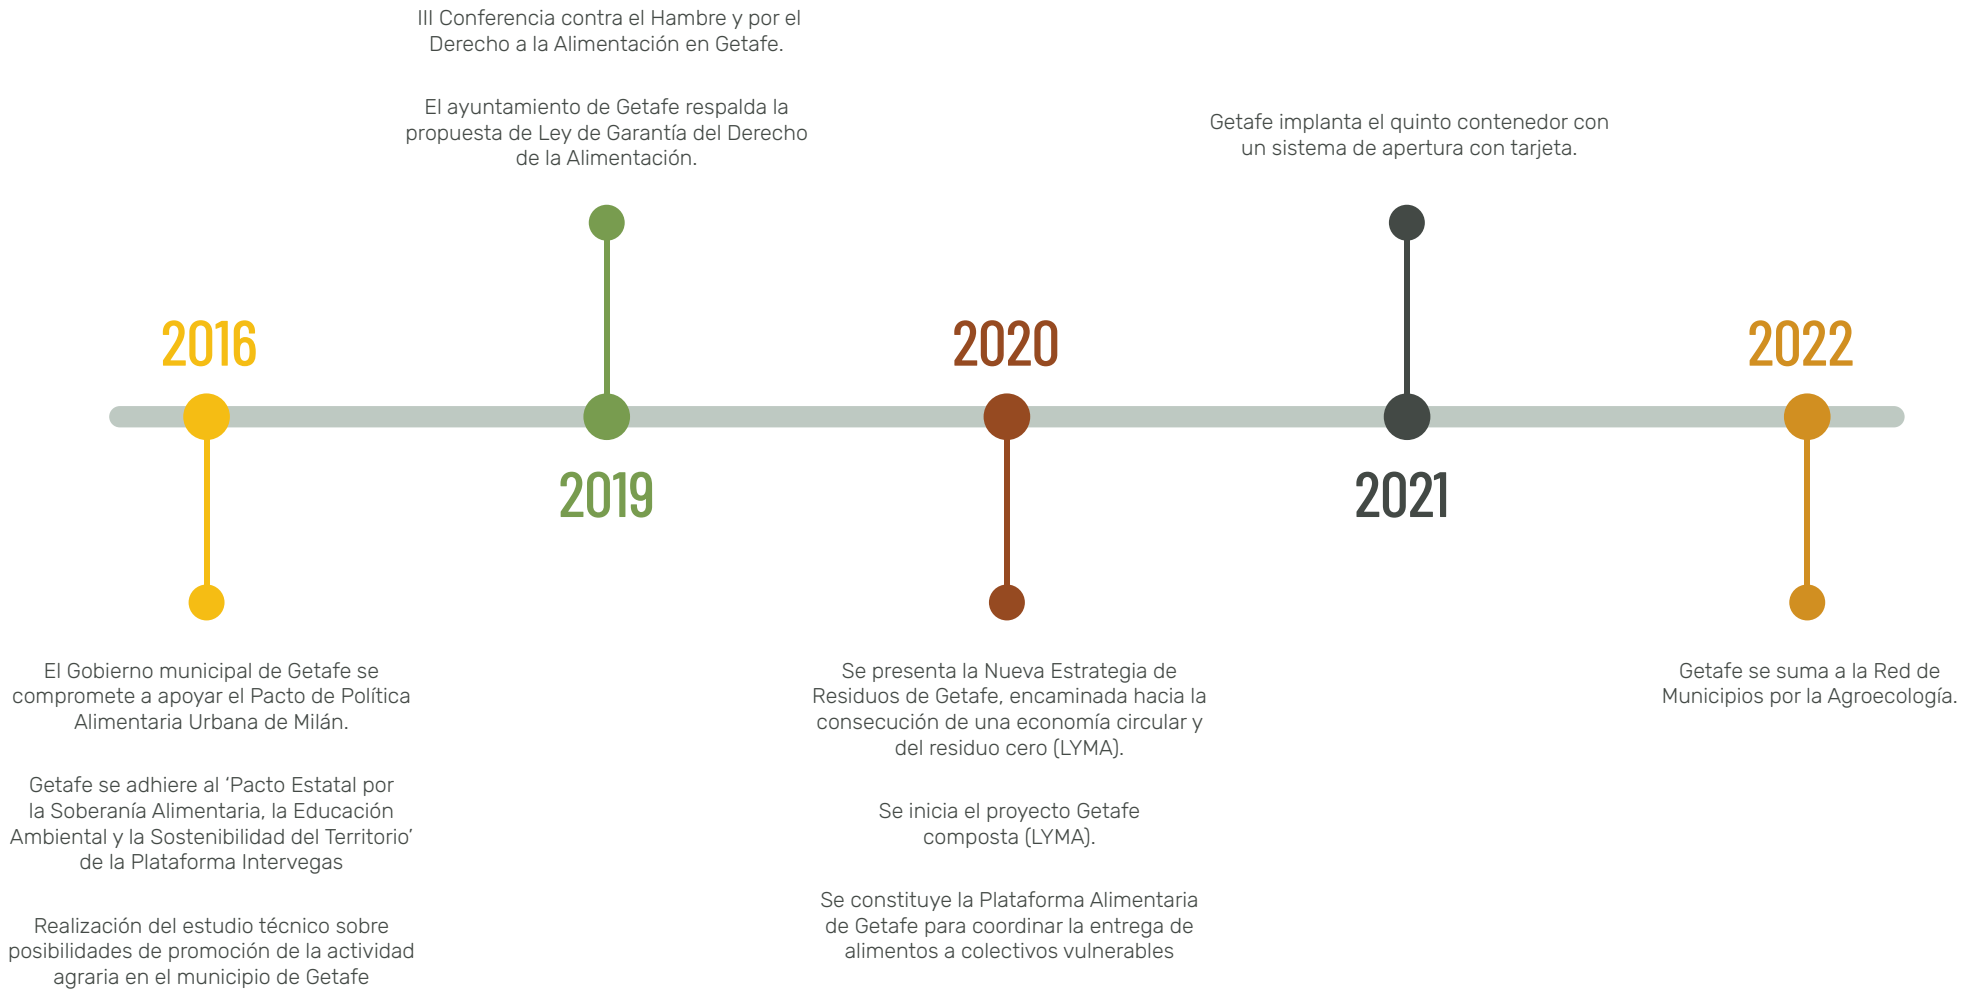 III Conferencia contra el Hambre y por el
Derecho a la Alimentación en Getafe.
El ayuntamiento de Getafe respalda la
propuesta de Ley de Garantía del Derecho
de la Alimentación.
Getafe implanta el quinto contenedor con
un sistema de apertura con tarjeta.
2016
2020
2022
2019
2021
El Gobierno municipal de Getafe se
compromete a apoyar el Pacto de Política
Alimentaria Urbana de Milán.
Getafe se adhiere al ‘Pacto Estatal por
la Soberanía Alimentaria, la Educación
Ambiental y la Sostenibilidad del Territorio’
de la Plataforma Intervegas
Realización del estudio técnico sobre
posibilidades de promoción de la actividad
agraria en el municipio de Getafe
Se presenta la Nueva Estrategia de
Residuos de Getafe, encaminada hacia la
consecución de una economía circular y
del residuo cero (LYMA).
Se inicia el proyecto Getafe
composta (LYMA).
Se constituye la Plataforma Alimentaria
de Getafe para coordinar la entrega de
alimentos a colectivos vulnerables
Getafe se suma a la Red de
Municipios por la Agroecología.